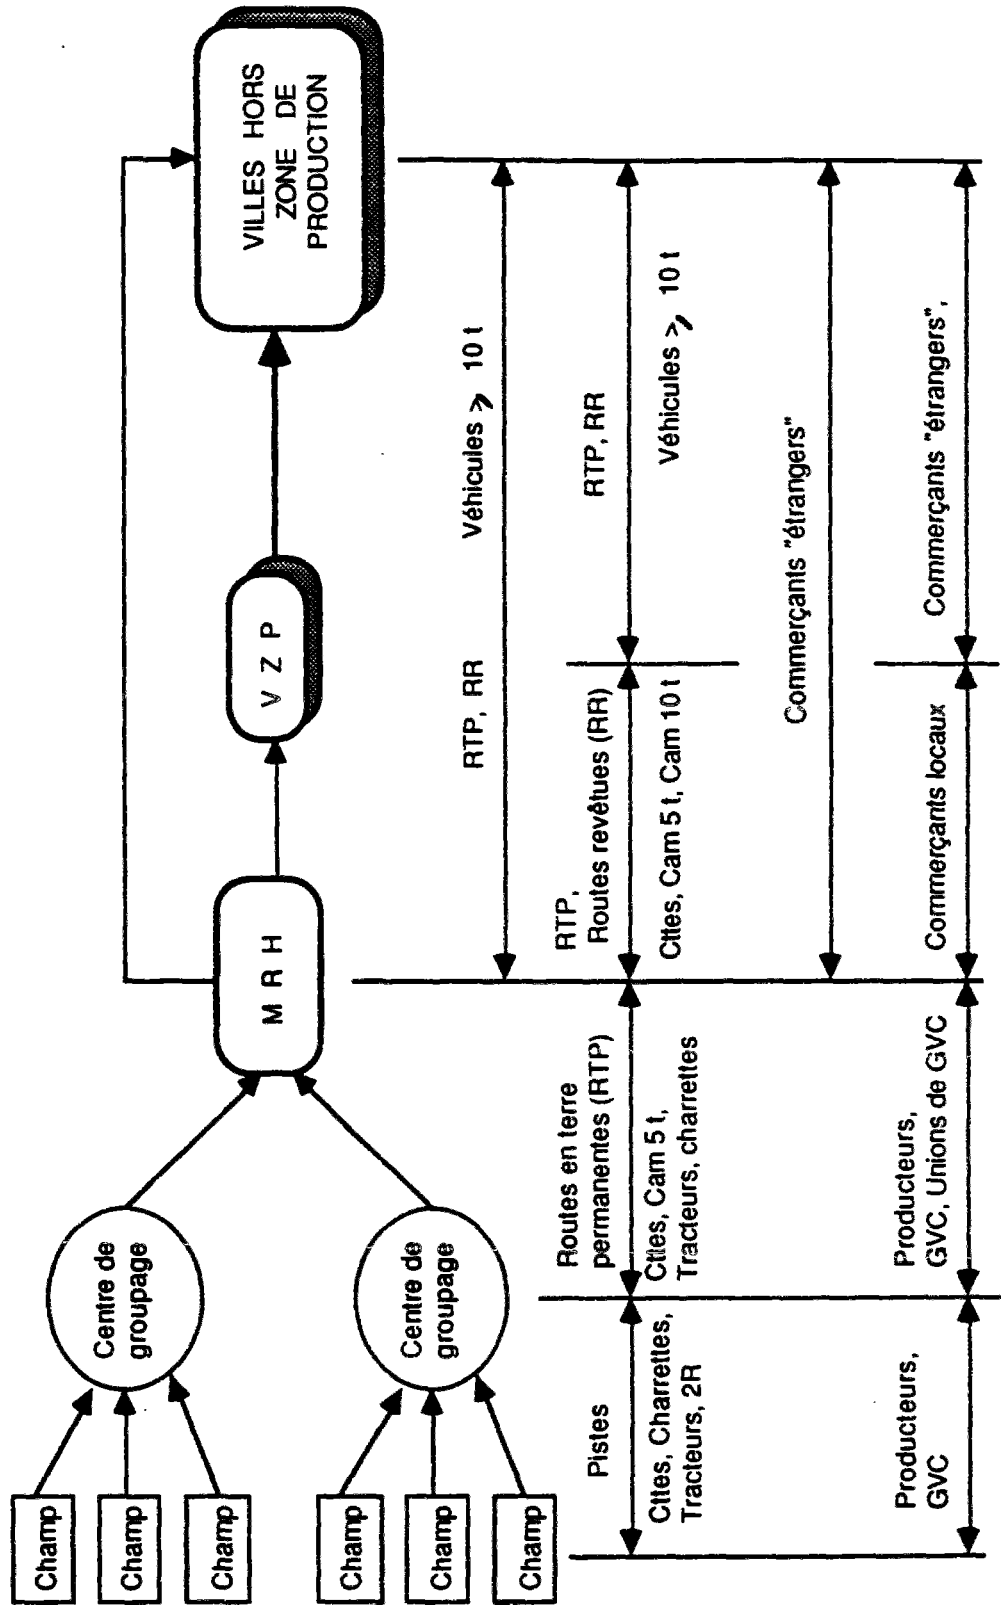 Champ
Champ
Champ
Champ
Champ
Champ
Centre de
groupage
Centre de
groupage
M R H
V Z P
VILLES HORS
ZONE DE
PRODUCTION
RTP, RR
Véhicules ⩾ 10 t
Pistes
Cttes, Charrettes,
Tracteurs, 2R
Routes en terre
permanentes (RTP)
Cttes, Cam 5 t,
Tracteurs, charrettes
RTP,
Routes revêtues (RR)
Cttes, Cam 5 t, Cam 10 t
RTP, RR
Véhicules ⩾ 10 t
Commerçants "étrangers"
Producteurs,
GVC
Producteurs,
GVC, Unions de GVC
Commerçants locaux
Commerçants "étrangers",